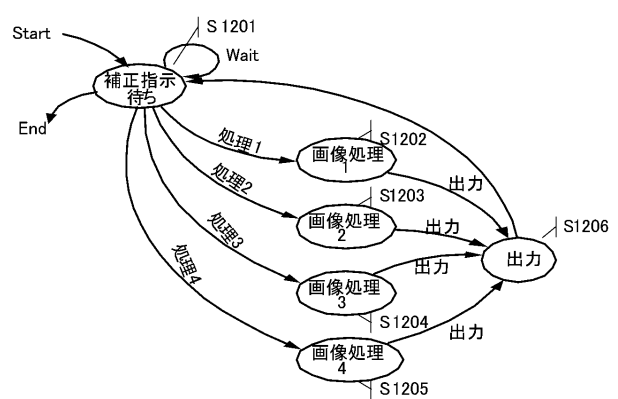 S1201
Start
Wait
補正指示
待ち
End
処理1
S1202
画像処理
1
処理2
出力
S1203
画像処理
2
出力
S1206
処理3
出力
出力
画像処理
3
処理4
S1204
出力
画像処理
4
S1205